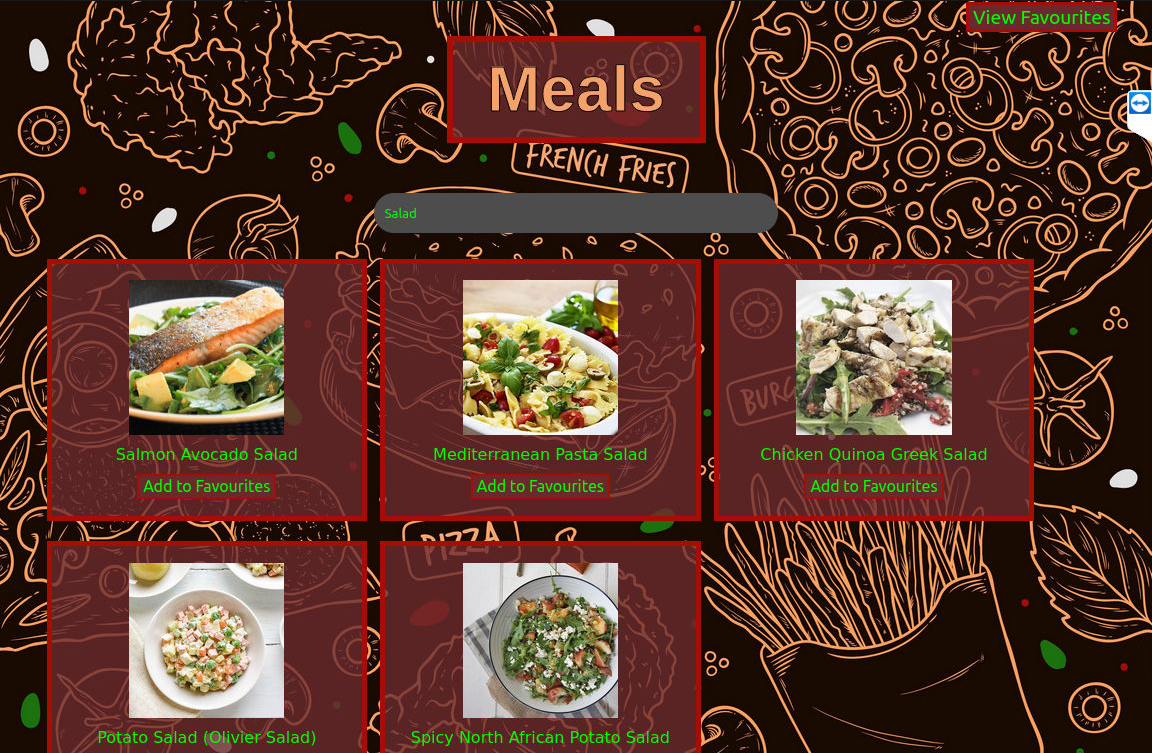 View Favourites
Meals
FRENCH FRIES
Salad
Salmon Avocado Salad
Mediterranean Pasta Salad
Chicken Quinoa Greek Salad
Add to Favourites
Add to Favourites
Add to Favourites
PIZZA
Potato Salad (Olivier Salad)
Spicy North African Potato Salad